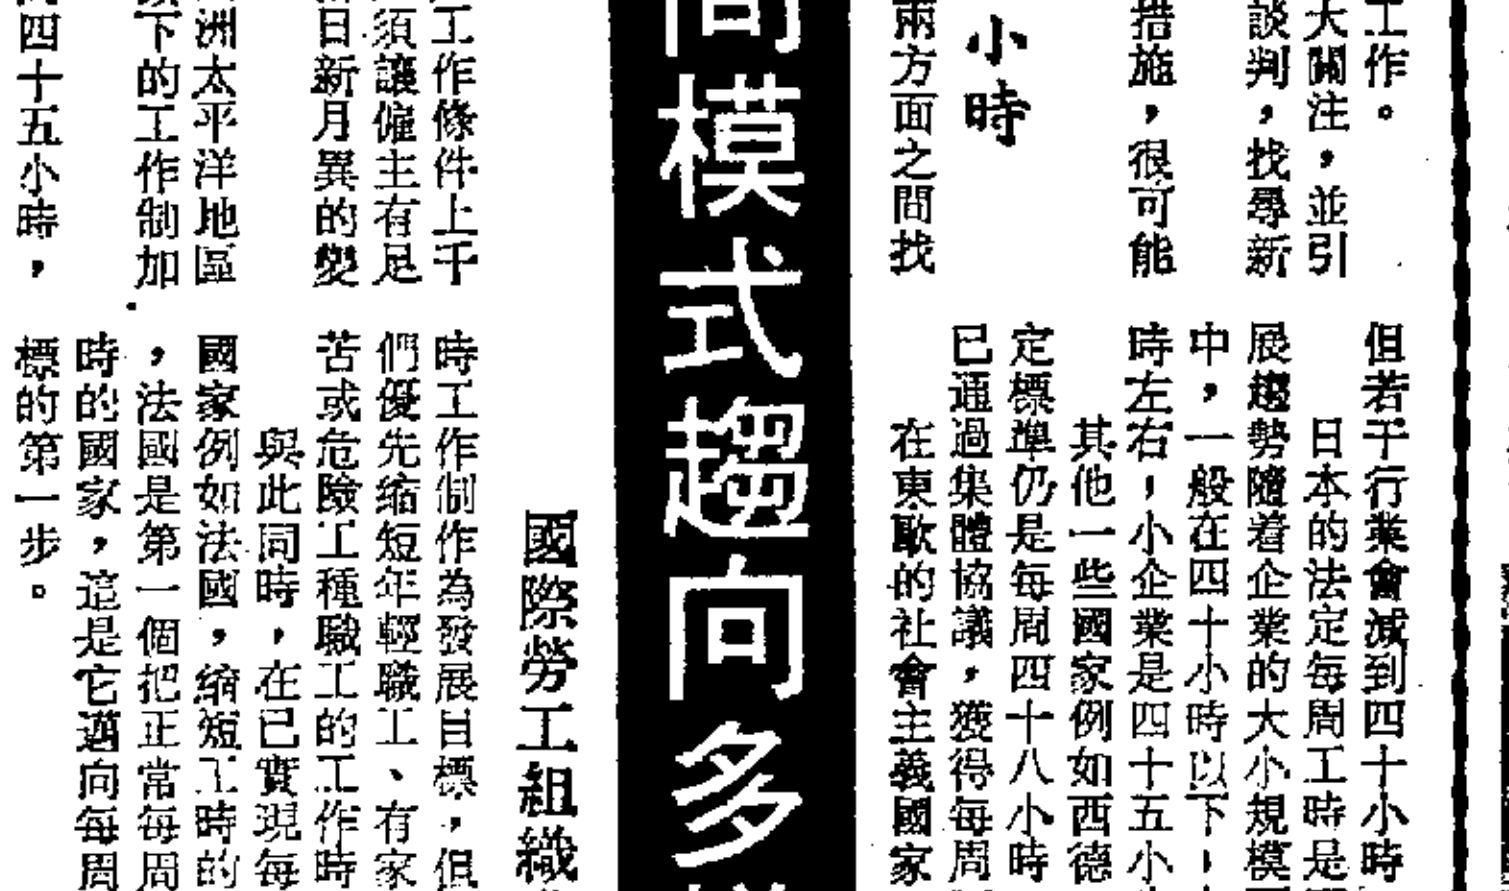 工作。
大關注，並引
談判，找尋新
措施，很可能
小時
兩方面之間找
但若干行業會減到四十小時
日本的法定每周工時是
展趨勢隨着企業的大小規模
中，一般在四十小時以下，
時左右，小企業是四十五小
其他一些國家例如西德
定標準仍是每周四十八小時
已通過集體協議，獲得每周
在東歐的社會主義國家
間模式趨向多
國際勞工組織
工作條件上千
須讓僱主有足
日新月異的變
洲太平洋地區
下的工作制加
四十五小時，
時工作制作為發展目標，但
們優先縮短年輕職工、有家
苦或危險工種職工的工作時
與此同時，在已實現每
國家例如法國，縮短工時的
，法國是第一個把正常每周
時的國家，這是它邁向每周
標的第一步。